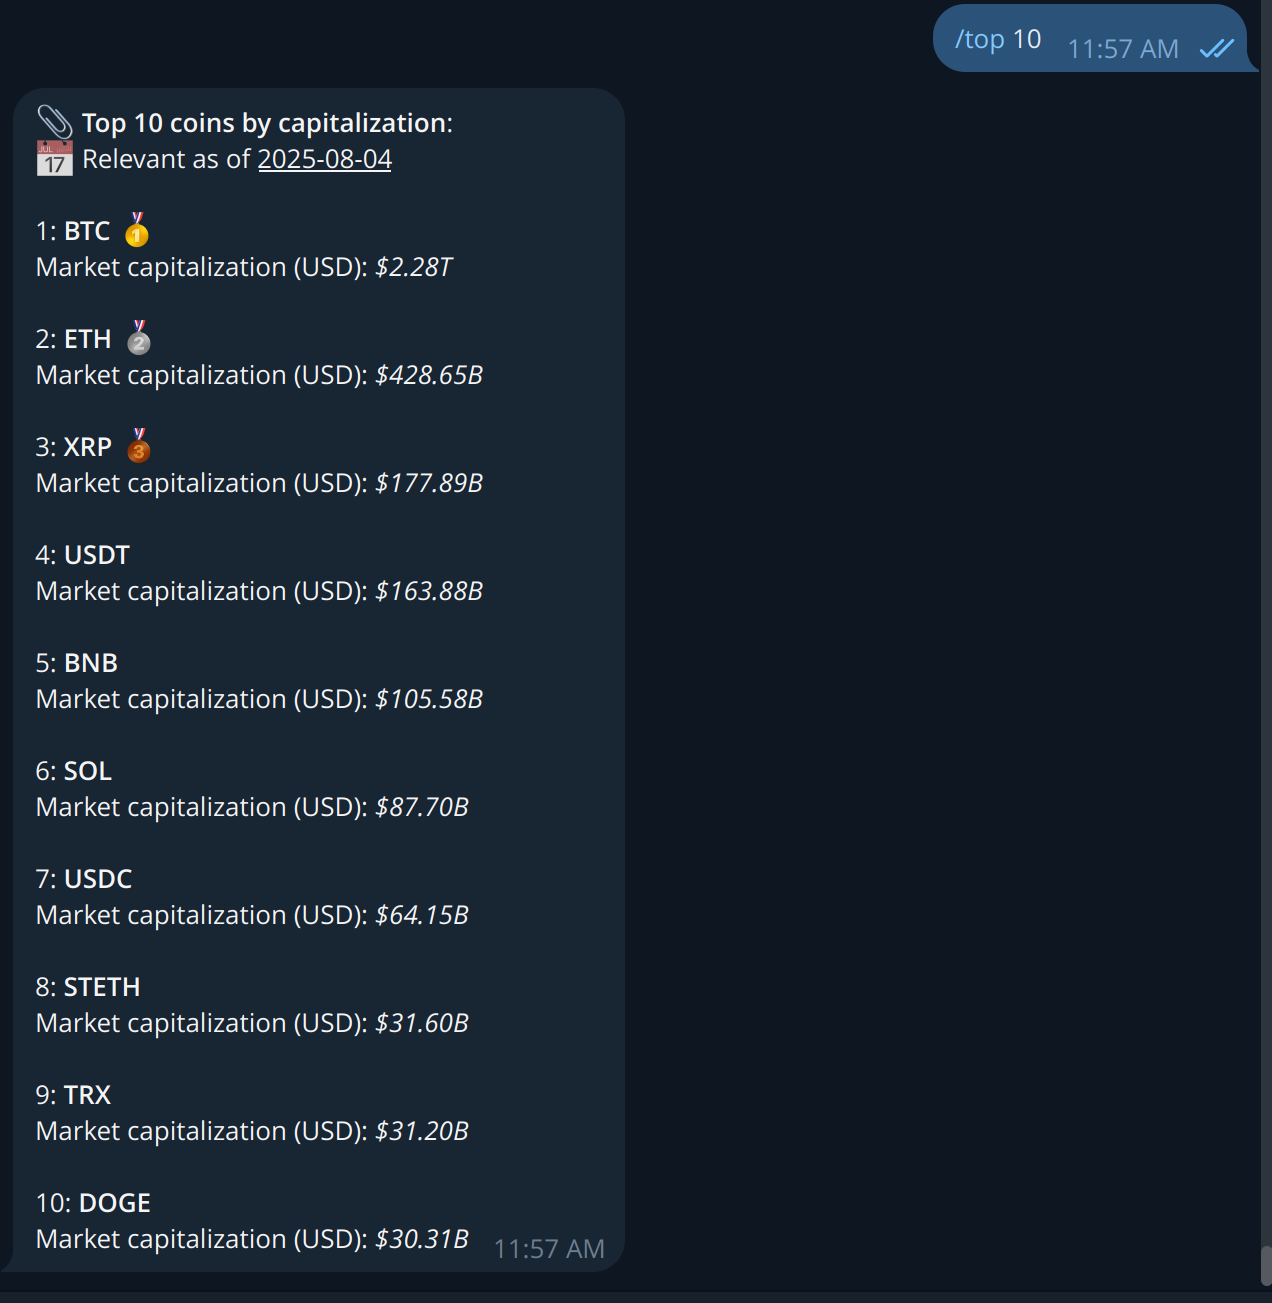 /top 10 11:57 AM
Top 10 coins by capitalization:
Relevant as of 2025-08-04
1: BTC
Market capitalization (USD): $2.28T
2: ETH
Market capitalization (USD): $428.65B
3: XRP
Market capitalization (USD): $177.89B
4: USDT
Market capitalization (USD): $163.88B
5: BNB
Market capitalization (USD): $105.58B
6: SOL
Market capitalization (USD): $87.70B
7: USDC
Market capitalization (USD): $64.15B
8: STETH
Market capitalization (USD): $31.60B
9: TRX
Market capitalization (USD): $31.20B
10: DOGE
Market capitalization (USD): $30.31B 11:57 AM